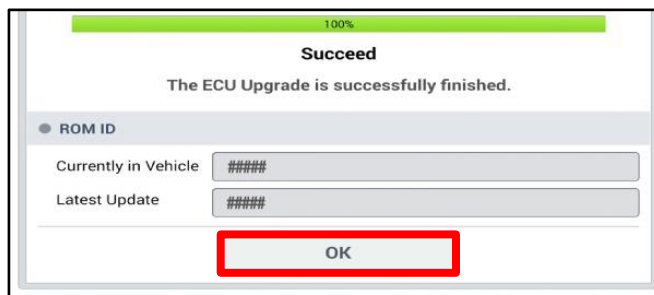 100%
Succeed
The ECU Upgrade is successfully finished.
ROM ID
Currently in Vehicle #####
Latest Update #####
OK